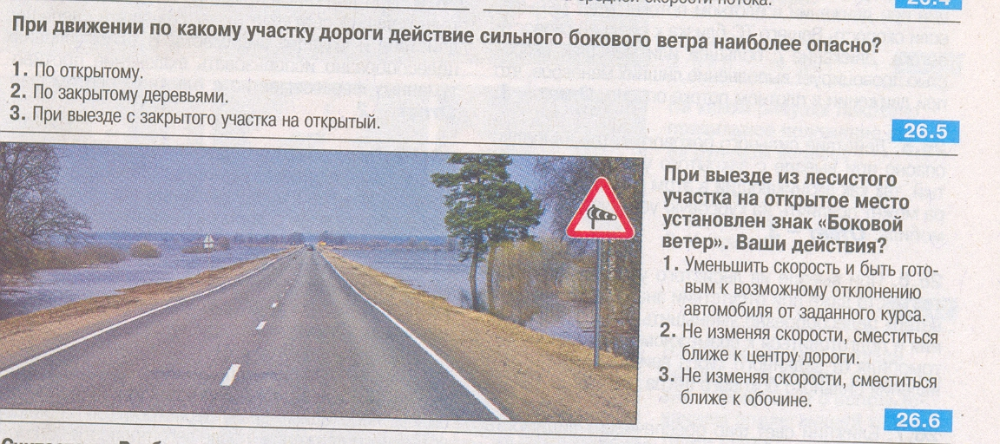 26.4
средней скорости потока.
При движении по какому участку дороги действие сильного бокового ветра наиболее опасно?
1. По открытому.
2. По закрытому деревьями.
3. При выезде с закрытого участка на открытый.
26.5
При выезде из лесистого
участка на открытое место
установлен знак «Боковой
ветер». Ваши действия?
1. Уменьшить скорость и быть гото-
вым к возможному отклонению
автомобиля от заданного курса.
2. Не изменяя скорости, сместиться
ближе к центру дороги.
3. Не изменяя скорости, сместиться
ближе к обочине.
26.6